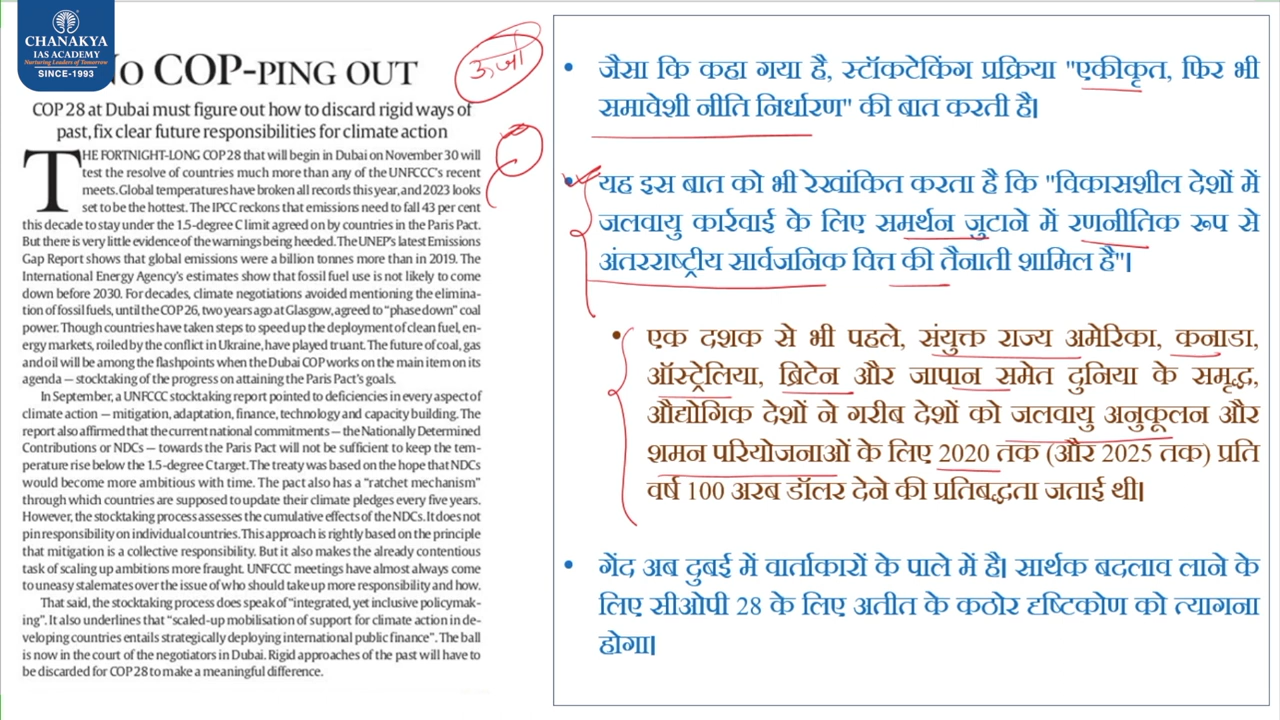 CHANAKYA
IAS ACADEMY
Nurturing Leaders of Tomorrow
SINCE-1993
NO COP-PING OUT
COP 28 at Dubai must figure out how to discard rigid ways of
past, fix clear future responsibilities for climate action
THE FORTNIGHT-LONG COP 28 that will begin in Dubai on November 30 will
test the resolve of countries much more than any of the UNFCCC's recent
meets. Global temperatures have broken all records this year, and 2023 looks
set to be the hottest. The IPCC reckons that emissions need to fall 43 per cent
this decade to stay under the 1.5-degree C limit agreed on by countries in the Paris Pact.
But there is very little evidence of the warnings being heeded. The UNEP's latest Emissions
Gap Report shows that global emissions were a billion tonnes more than in 2019. The
International Energy Agency's estimates show that fossil fuel use is not likely to come
down before 2030. For decades, climate negotiations avoided mentioning the elimina-
tion of fossil fuels, until the COP 26, two years ago at Glasgow, agreed to "phase down" coal
power. Though countries have taken steps to speed up the deployment of clean fuel, en-
ergy markets, roiled by the conflict in Ukraine, have played truant. The future of coal, gas
and oil will be among the flashpoints when the Dubai COP works on the main item on its
agenda — stocktaking of the progress on attaining the Paris Pact's goals.
In September, a UNFCCC stocktaking report pointed to deficiencies in every aspect of
climate action — mitigation, adaptation, finance, technology and capacity building. The
report also affirmed that the current national commitments — the Nationally Determined
Contributions or NDCs — towards the Paris Pact will not be sufficient to keep the tem-
perature rise below the 1.5-degree C target. The treaty was based on the hope that NDCs
would become more ambitious with time. The pact also has a "ratchet mechanism"
through which countries are supposed to update their climate pledges every five years.
However, the stocktaking process assesses the cumulative effects of the NDCs. It does not
pin responsibility on individual countries. This approach is rightly based on the principle
that mitigation is a collective responsibility. But it also makes the already contentious
task of scaling up ambitions more fraught. UNFCCC meetings have almost always come
to uneasy stalemates over the issue of who should take up more responsibility and how.
That said, the stocktaking process does speak of "integrated, yet inclusive policymak-
ing". It also underlines that "scaled-up mobilisation of support for climate action in de-
veloping countries entails strategically deploying international public finance". The ball
is now in the court of the negotiators in Dubai. Rigid approaches of the past will have to
be discarded for COP 28 to make a meaningful difference.
ऊर्जा
• जैसा कि कहा गया है, स्टॉकटेकिंग प्रक्रिया "एकीकृत, फिर भी
समावेशी नीति निर्धारण" की बात करती है।
• यह इस बात को भी रेखांकित करता है कि "विकासशील देशों में
जलवायु कार्रवाई के लिए समर्थन जुटाने में रणनीतिक रूप से
अंतरराष्ट्रीय सार्वजनिक वित्त की तैनाती शामिल है"।
• एक दशक से भी पहले, संयुक्त राज्य अमेरिका, कनाडा,
ऑस्ट्रेलिया, ब्रिटेन और जापान समेत दुनिया के समृद्ध,
औद्योगिक देशों ने गरीब देशों को जलवायु अनुकूलन और
शमन परियोजनाओं के लिए 2020 तक (और 2025 तक) प्रति
वर्ष 100 अरब डॉलर देने की प्रतिबद्धता जताई थी।
• गेंद अब दुबई में वार्ताकारों के पाले में है। सार्थक बदलाव लाने के
लिए सीओपी 28 के लिए अतीत के कठोर दृष्टिकोण को त्यागना
होगा।